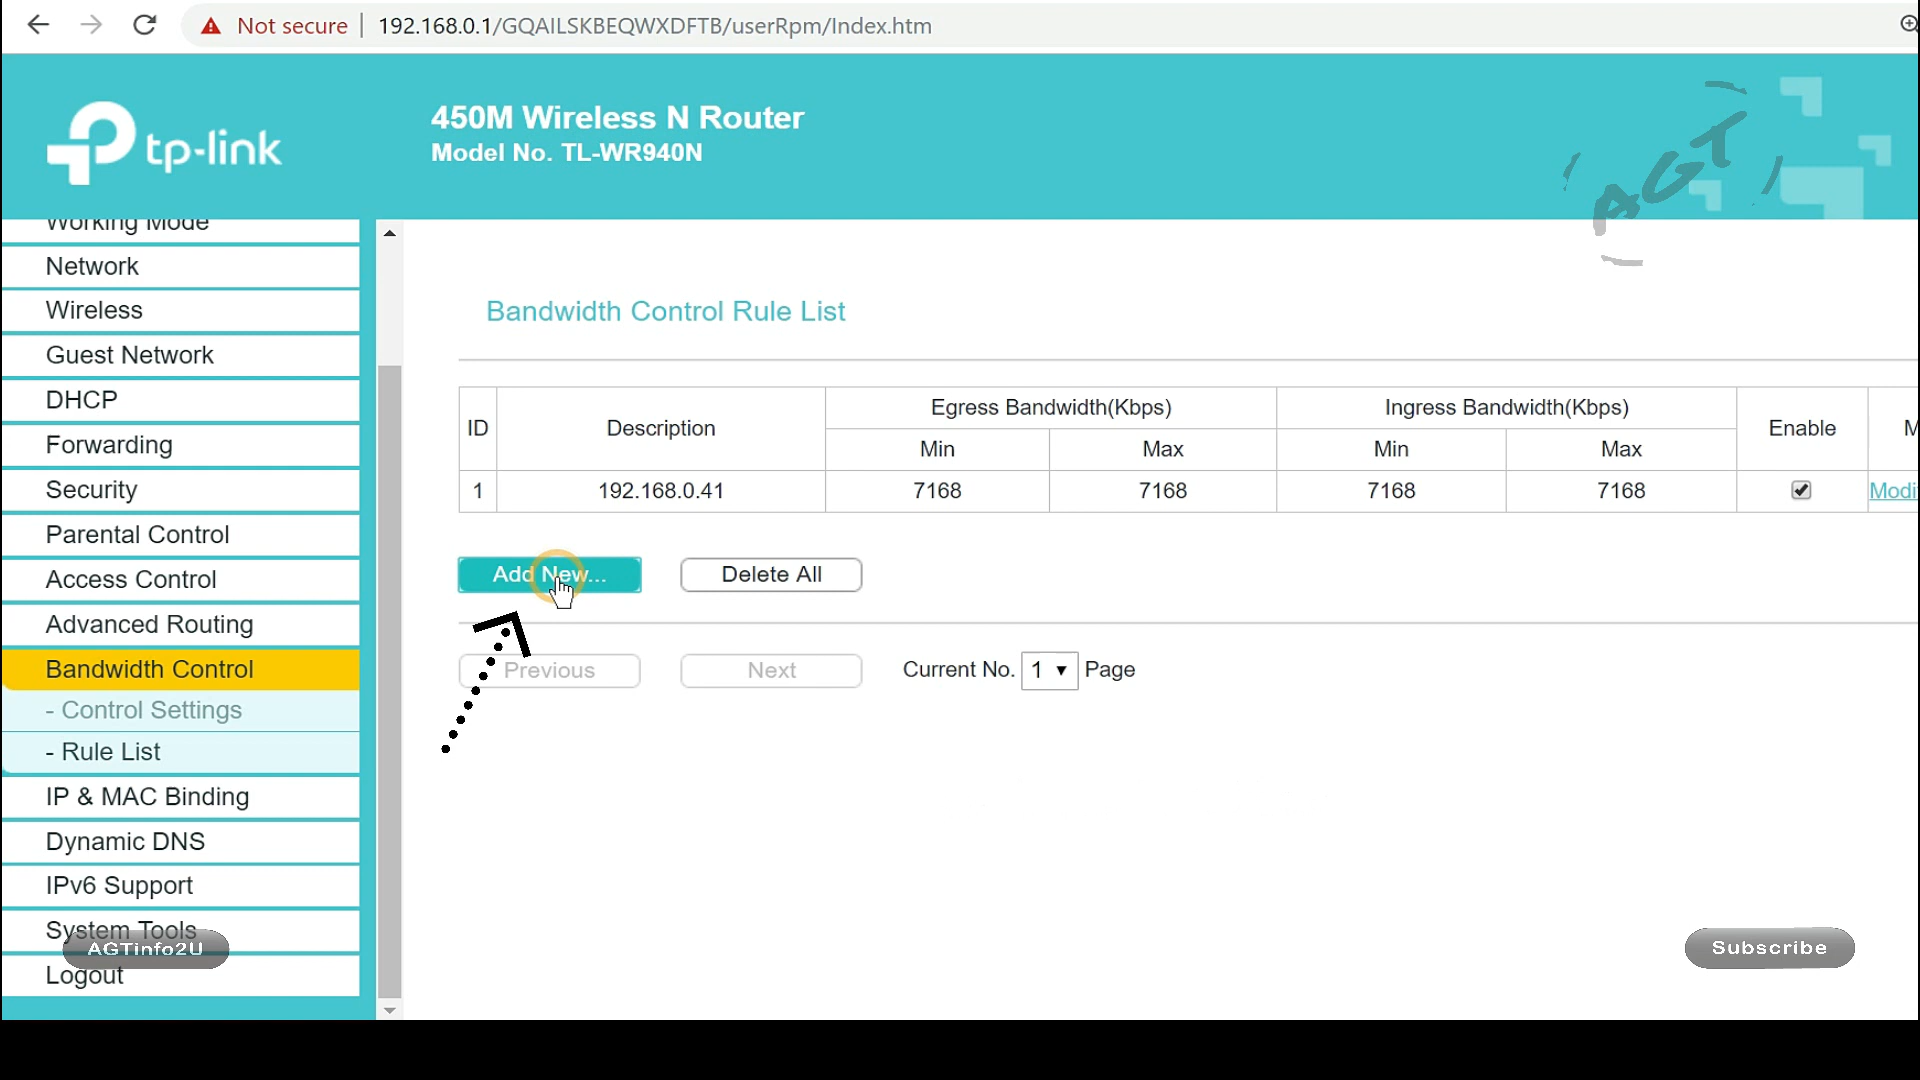 Not secure | 192.168.0.1/GQAILSKBEQWXDFTB/userRpm/Index.htm
tp-link
450M Wireless N Router
Model No. TL-WR940N
AGT
Working Mode
Network
Wireless
Guest Network
DHCP
Forwarding
Security
Parental Control
Access Control
Advanced Routing
Bandwidth Control
- Control Settings
- Rule List
IP & MAC Binding
Dynamic DNS
IPv6 Support
System Tools
AGTinfo2U
Logout
Bandwidth Control Rule List
ID Description Egress Bandwidth(Kbps) Ingress Bandwidth(Kbps) Enable M
Min Max Min Max
1 192.168.0.41 7168 7168 7168 7168 Modi
Add New... Delete All
Previous Next Current No. 1 Page
Subscribe